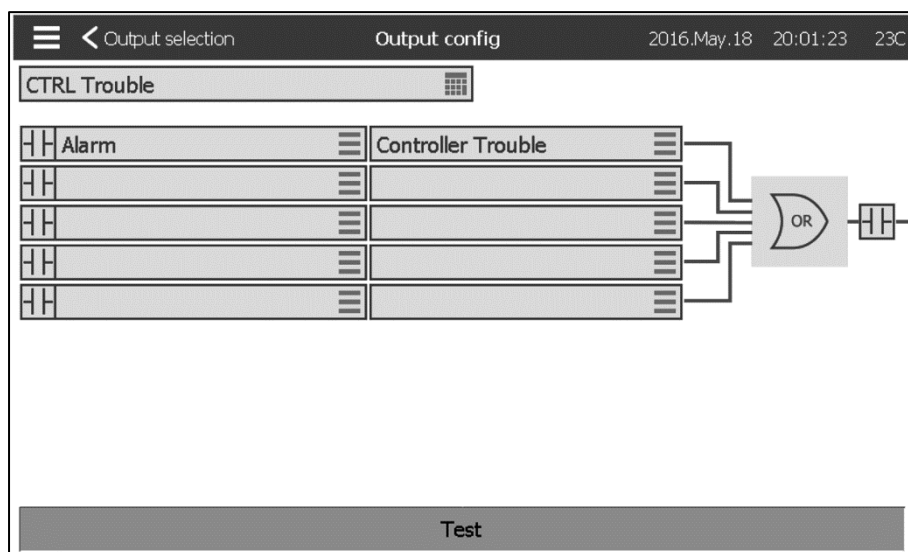 Output selection Output config 2016.May.18 20:01:23 23C
CTRL Trouble
Alarm Controller Trouble
OR
Test